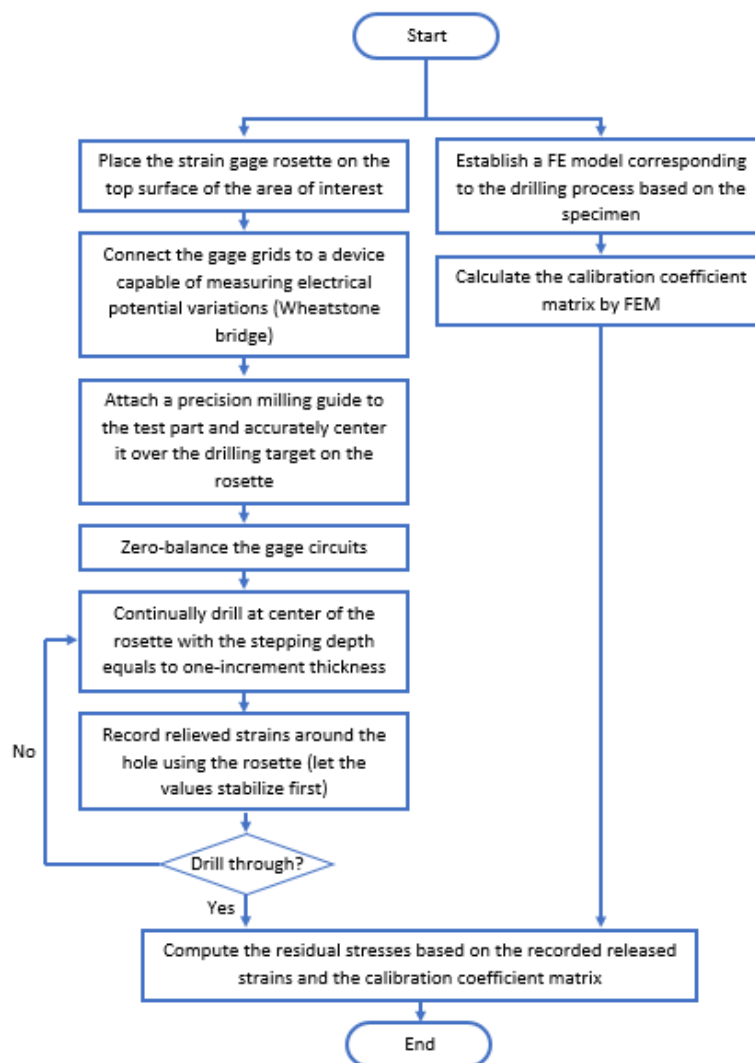 Start
Place the strain gage rosette on the
top surface of the area of interest
Connect the gage grids to a device
capable of measuring electrical
potential variations (Wheatstone
bridge)
Attach a precision milling guide to
the test part and accurately center
it over the drilling target on the
rosette
Zero-balance the gage circuits
Continually drill at center of the
rosette with the stepping depth
equals to one-increment thickness
Record relieved strains around the
hole using the rosette (let the
values stabilize first)
No
Drill through?
Yes
Establish a FE model corresponding
to the drilling process based on the
specimen
Calculate the calibration coefficient
matrix by FEM
Compute the residual stresses based on the recorded released
strains and the calibration coefficient matrix
End